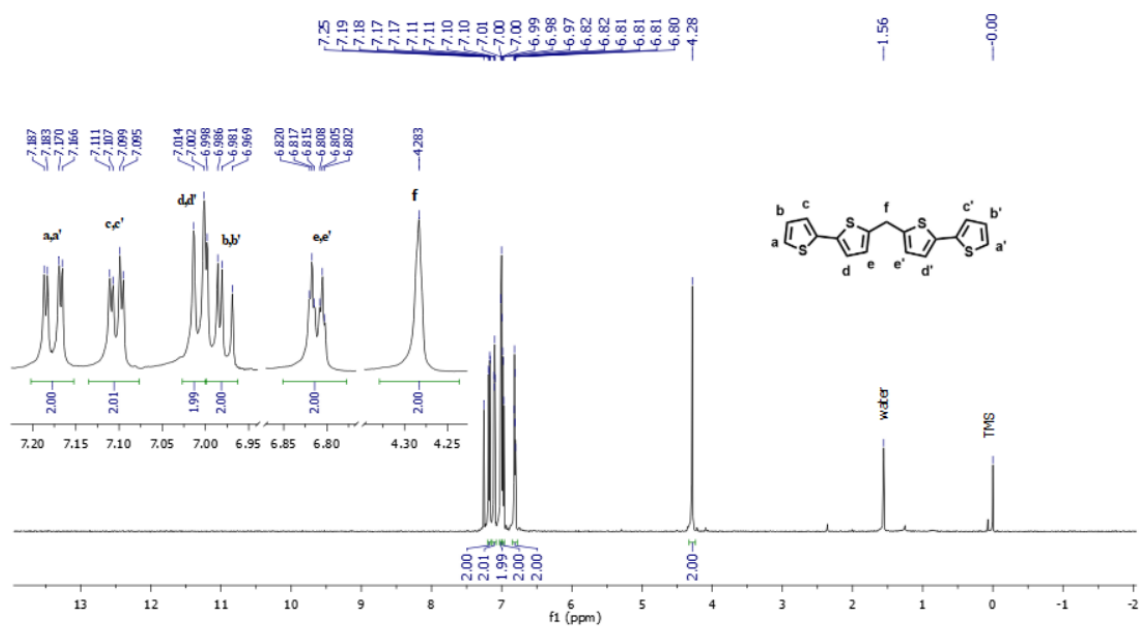 7.25 7.19 7.18 7.17 7.17 7.11 7.11 7.10 7.10 7.01 7.00 7.00 6.99 6.98 6.97 6.82 6.82 6.81 6.81 6.81 6.80 4.28 1.56 -0.00
7.187 7.183 7.170 7.166 7.111 7.107 7.099 7.095 7.014 7.002 6.998 6.986 6.981 6.969 6.820 6.817 6.815 6.808 6.805 6.802 4.283
a,a' c,c' d,d' b,b' e,e' f
2.00 2.01 1.99 2.00 2.00 2.00
7.20 7.15 7.10 7.05 7.00 6.95 6.85 6.80 4.30 4.25
b c f c' b'
S S
a S d e e' d' S a'
water TMS
2.00 2.01 1.99 2.00 2.00 2.00
13 12 11 10 9 8 7 6 5 4 3 2 1 0 -1 -2
f1 (ppm)